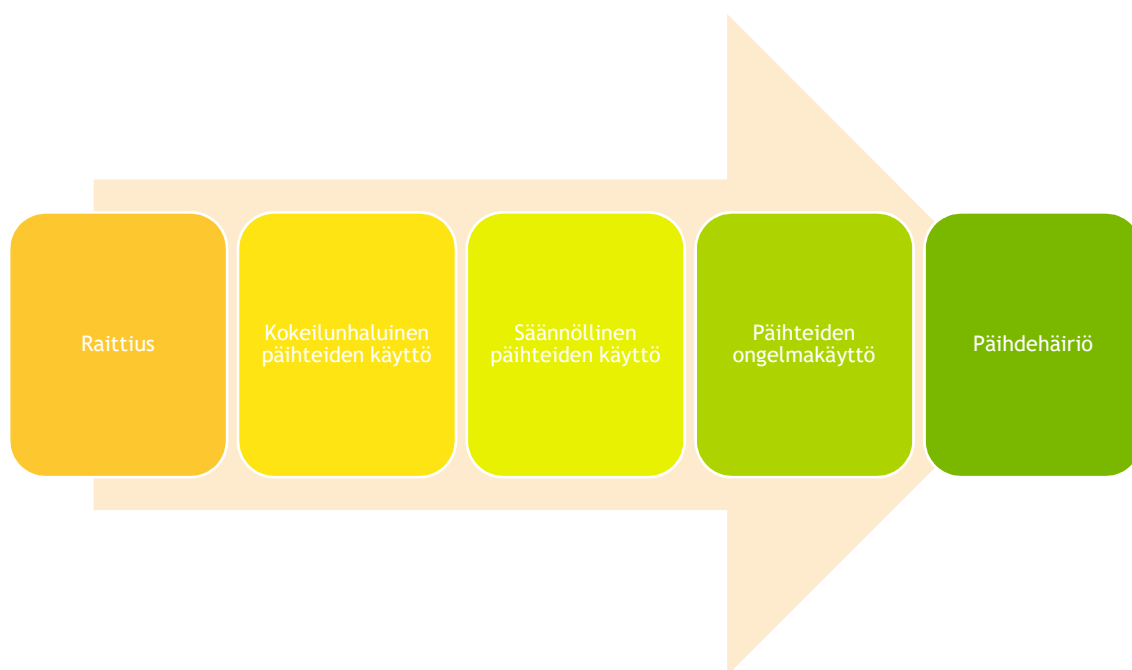 Raittius
Kokeilunhaluinen
päihteiden käyttö
Säännöllinen
päihteiden käyttö
Päihteiden
ongelmakäyttö
Päihdehäiriö